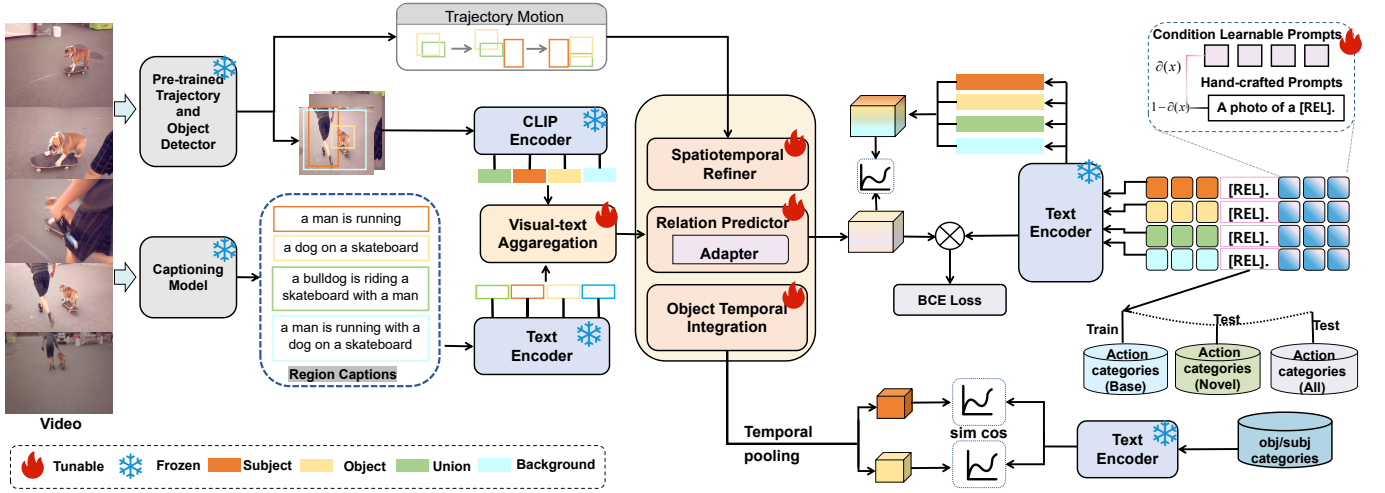 Trajectory Motion
Pre-trained
Trajectory
and
Object
Detector
CLIP
Encoder
Captioning
Model
a man is running
a dog on a skateboard
a bulldog is riding a
skateboard with a man
a man is running with a
dog on a skateboard
Region Captions
Visual-text
Aggaregation
Text
Encoder
Spatiotemporal
Refiner
Relation Predictor
Adapter
Object Temporal
Integration
BCE Loss
Text
Encoder
Condition Learnable Prompts
∂(x)
Hand-crafted Prompts
1−∂(x)
A photo of a [REL].
[REL].
[REL].
[REL].
[REL].
Train
Test
Test
Action
categories
(Base)
Action
categories
(Novel)
Action
categories
(All)
Temporal
pooling
sim cos
Text
Encoder
obj/subj
categories
Video
Tunable
Frozen
Subject
Object
Union
Background